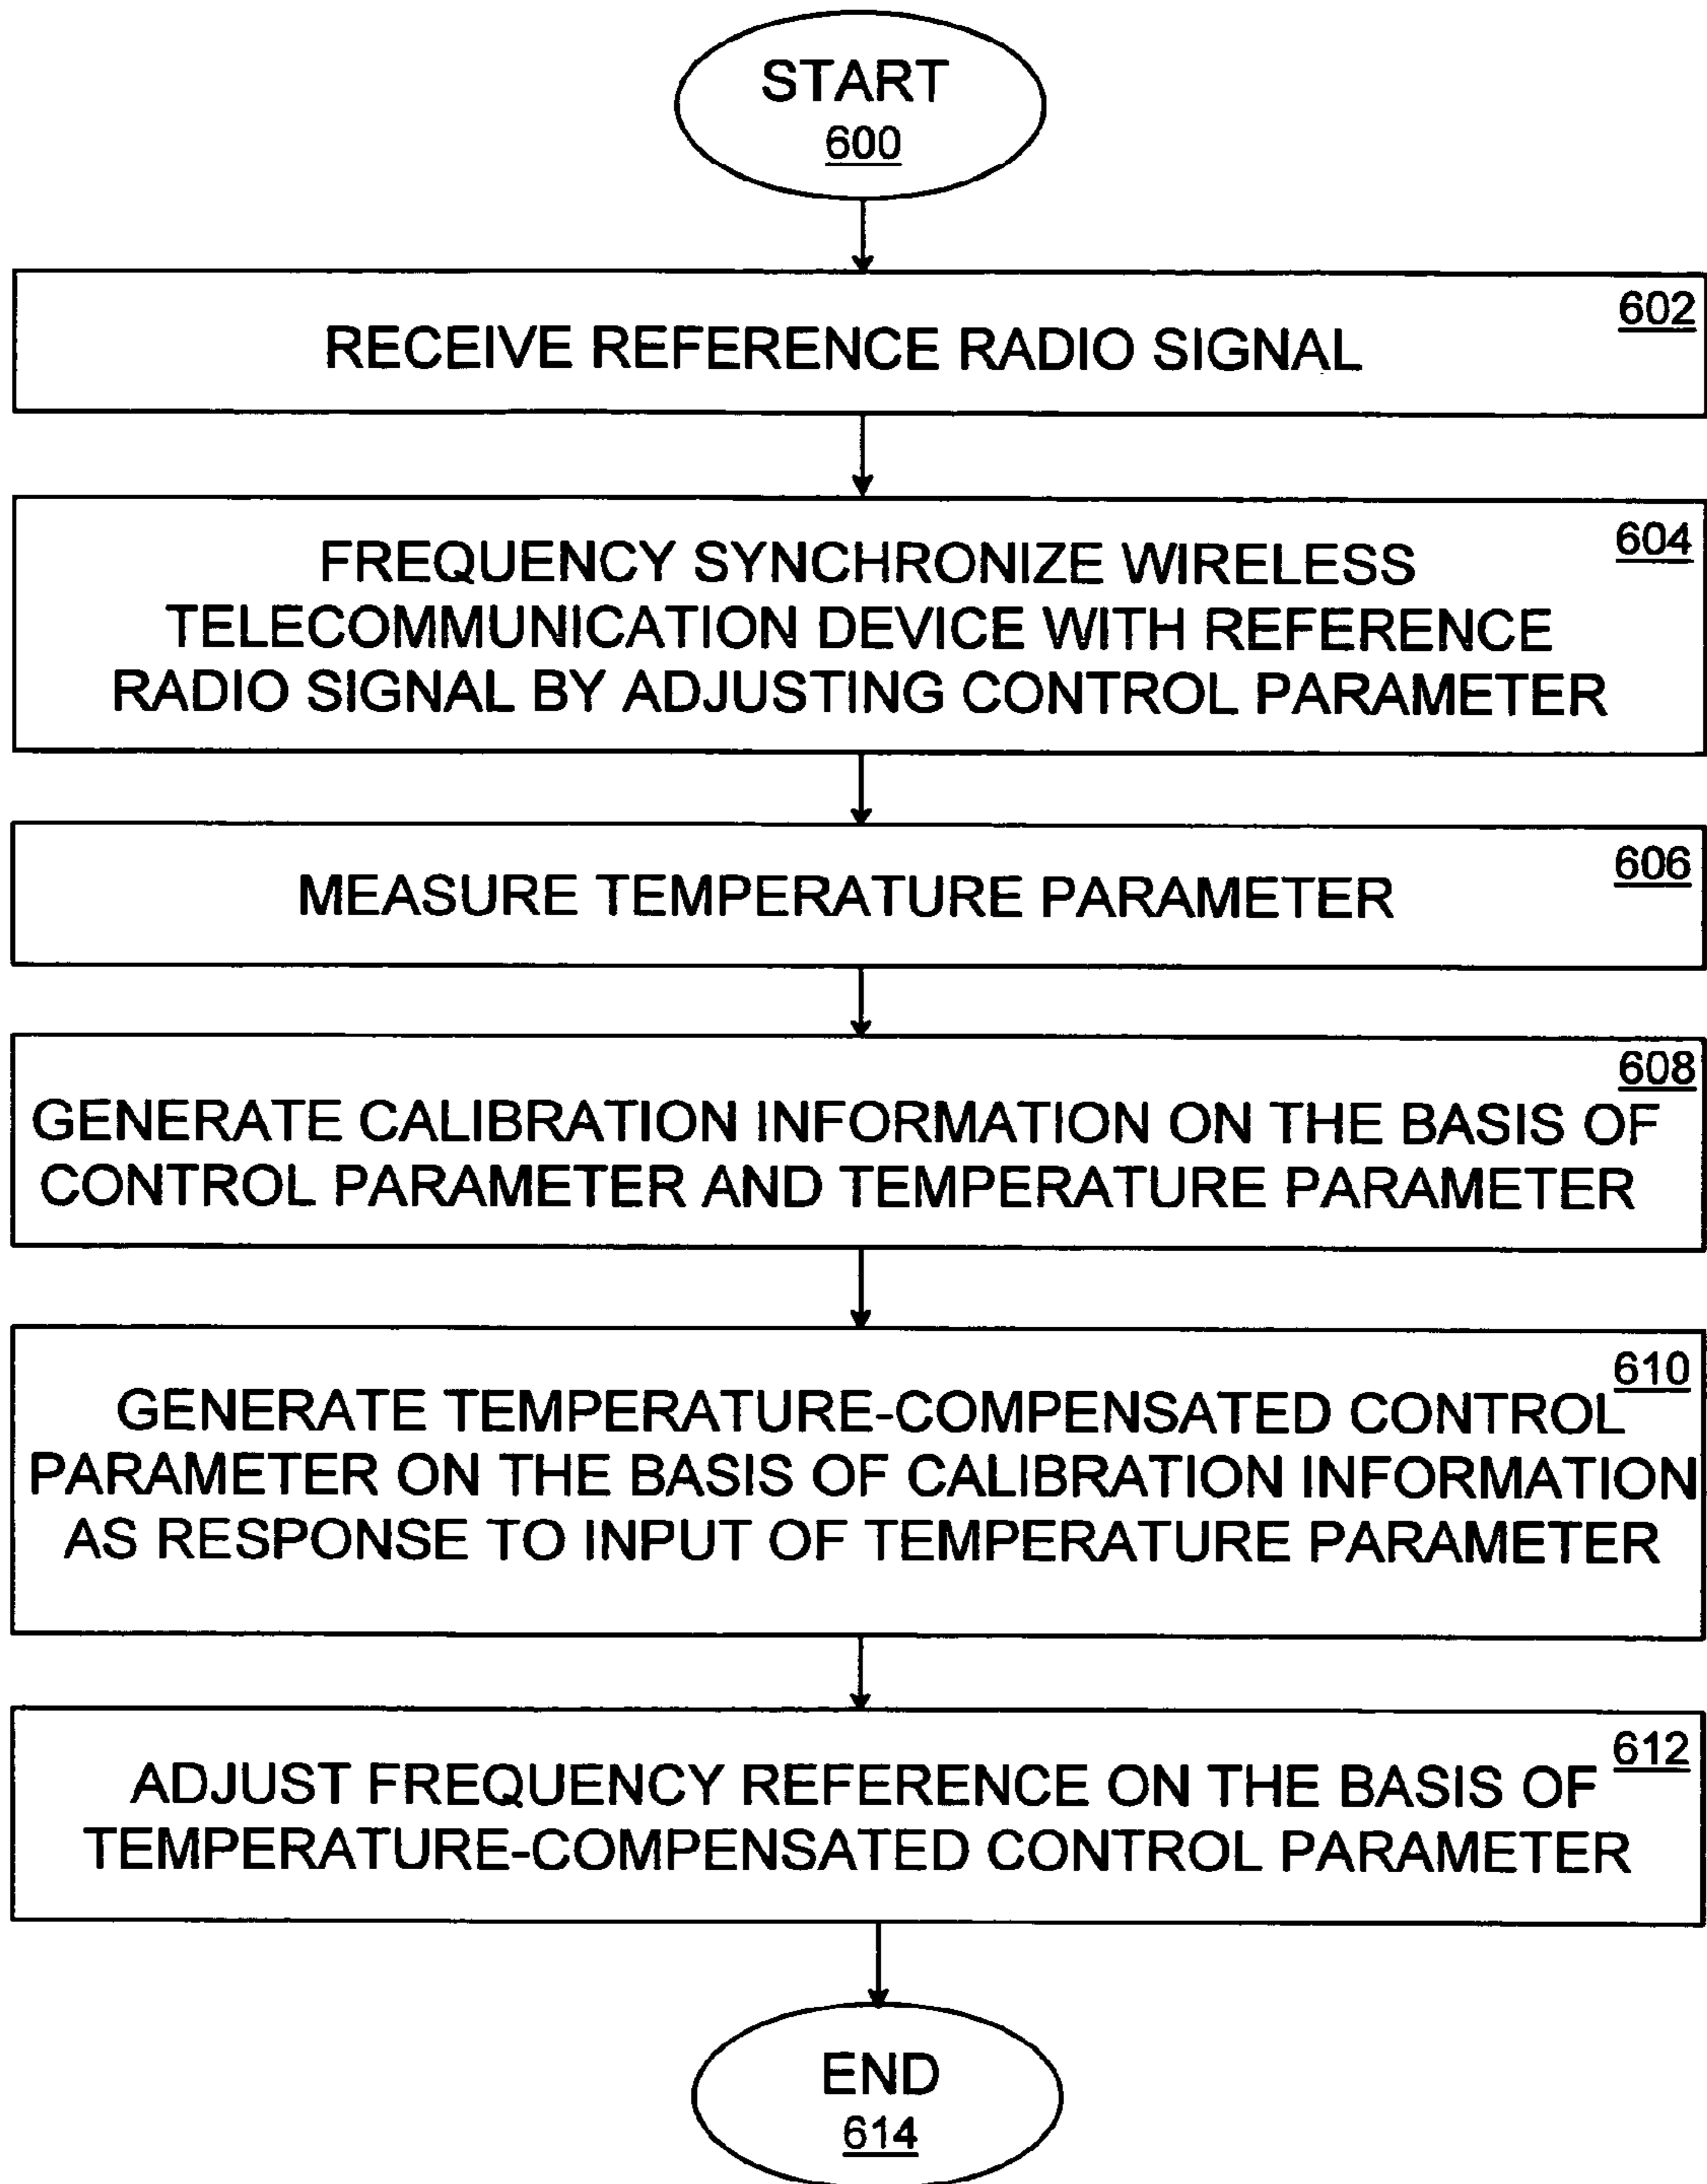 START
600
602
RECEIVE REFERENCE RADIO SIGNAL
604
FREQUENCY SYNCHRONIZE WIRELESS
TELECOMMUNICATION DEVICE WITH REFERENCE
RADIO SIGNAL BY ADJUSTING CONTROL PARAMETER
606
MEASURE TEMPERATURE PARAMETER
608
GENERATE CALIBRATION INFORMATION ON THE BASIS OF
CONTROL PARAMETER AND TEMPERATURE PARAMETER
610
GENERATE TEMPERATURE-COMPENSATED CONTROL
PARAMETER ON THE BASIS OF CALIBRATION INFORMATION
AS RESPONSE TO INPUT OF TEMPERATURE PARAMETER
612
ADJUST FREQUENCY REFERENCE ON THE BASIS OF
TEMPERATURE-COMPENSATED CONTROL PARAMETER
END
614